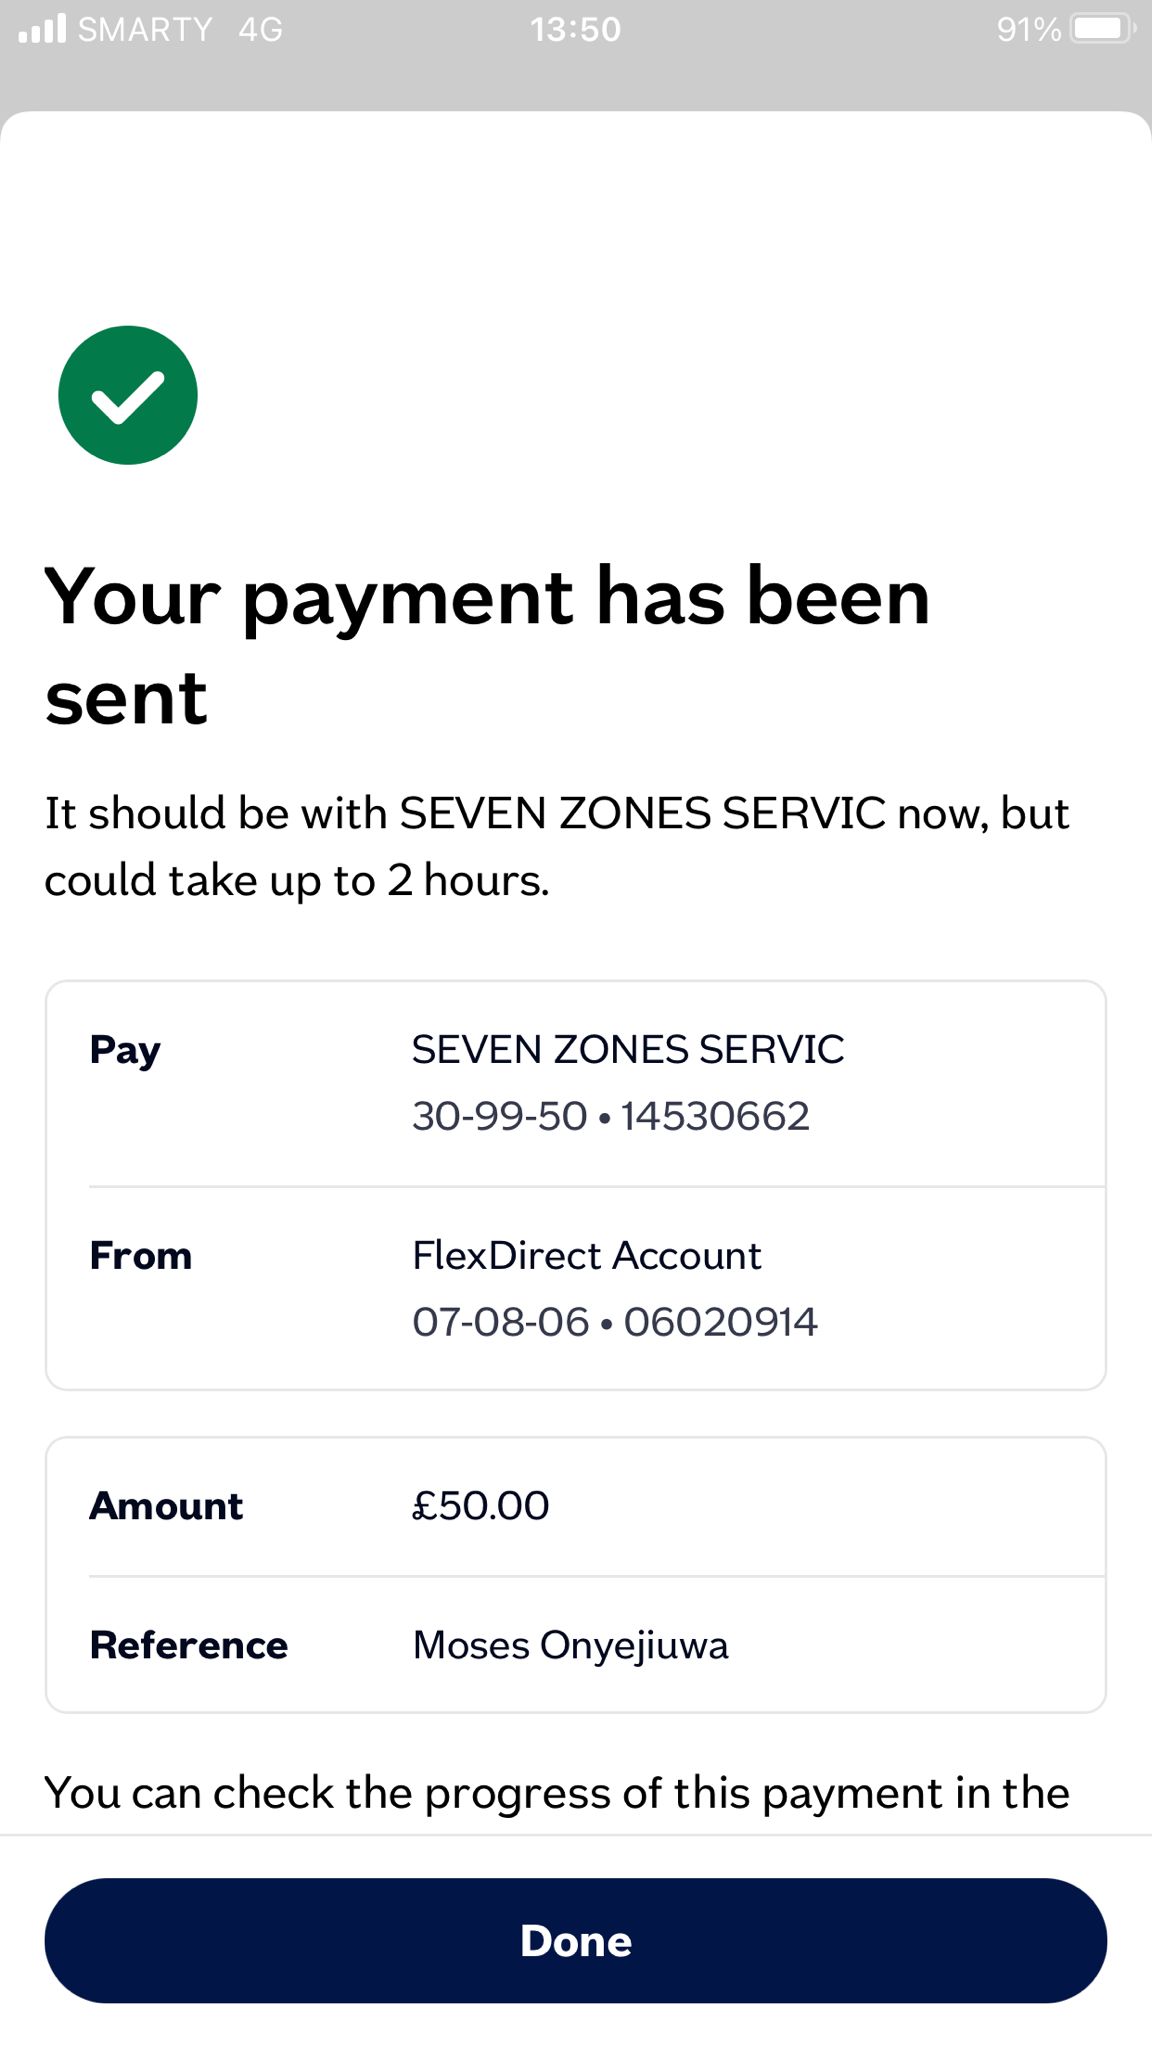 SMARTY 4G 13:50 91%
Your payment has been
sent
It should be with SEVEN ZONES SERVIC now, but
could take up to 2 hours.
Pay SEVEN ZONES SERVIC
30-99-50 • 14530662
From FlexDirect Account
07-08-06 • 06020914
Amount £50.00
Reference Moses Onyejiuwa
You can check the progress of this payment in the
Done